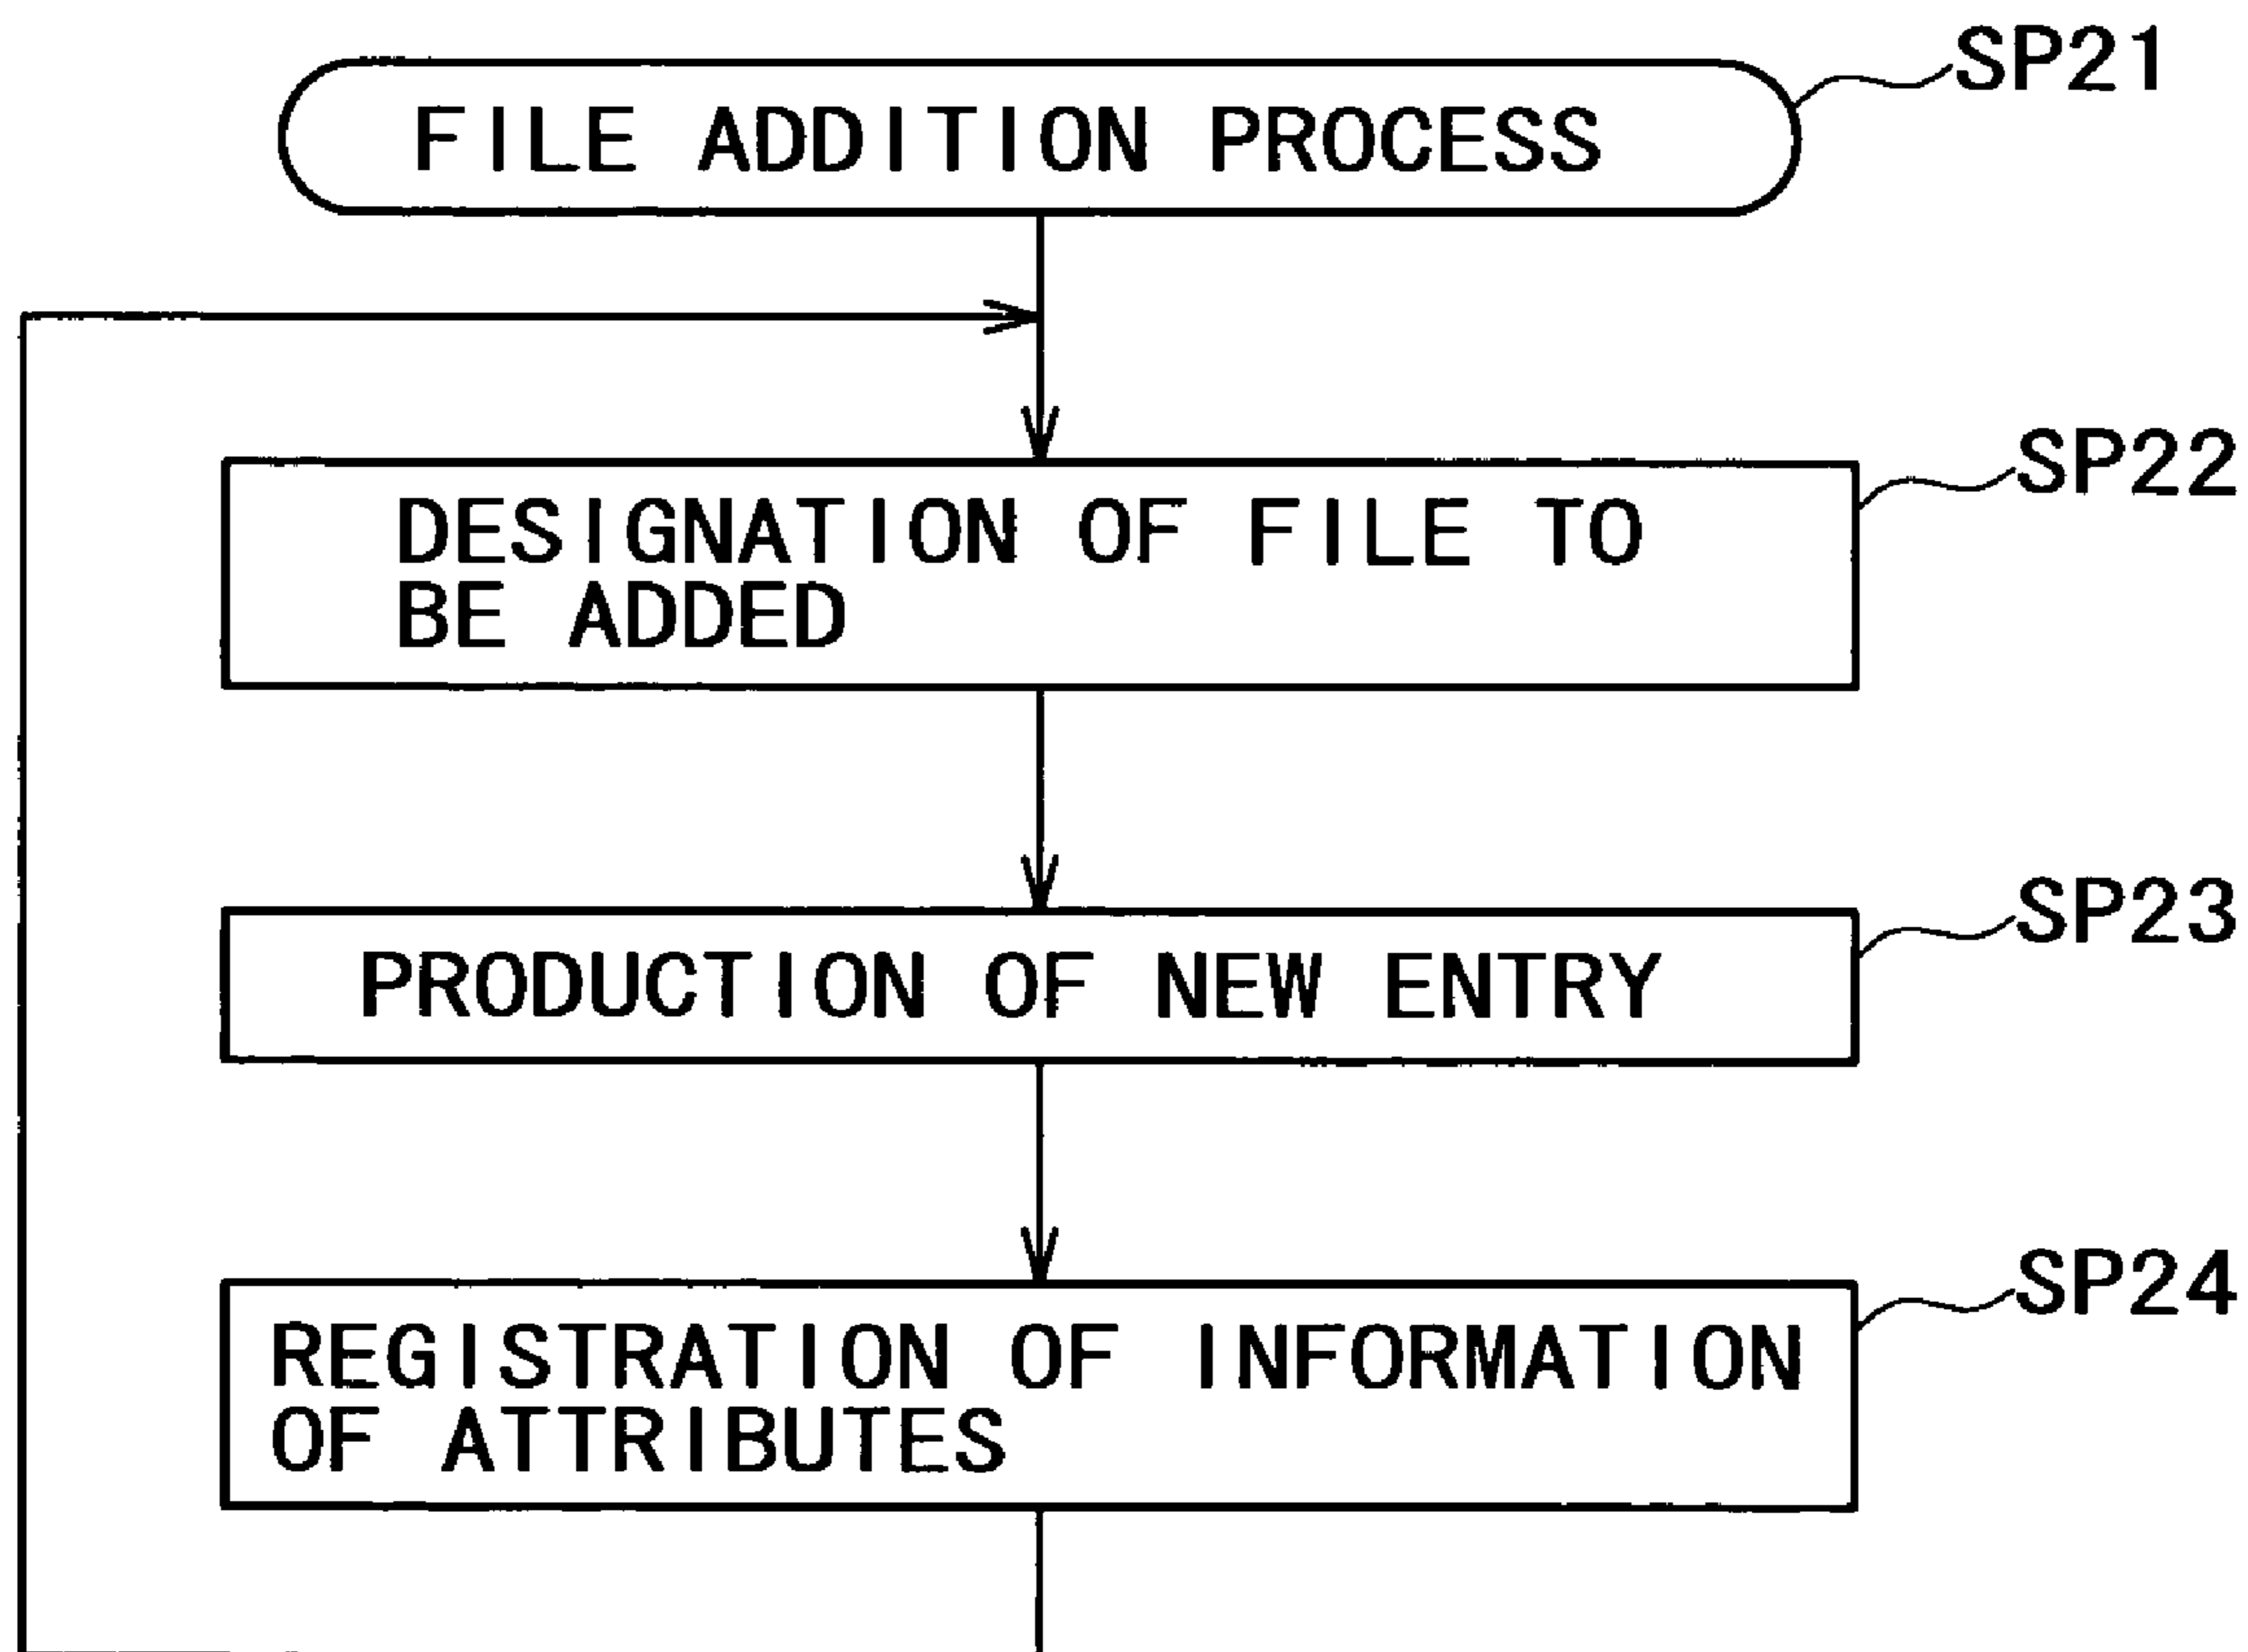 SP21
FILE ADDITION PROCESS
SP22
DESIGNATION OF FILE TO
BE ADDED
SP23
PRODUCTION OF NEW ENTRY
SP24
REGISTRATION OF INFORMATION
OF ATTRIBUTES